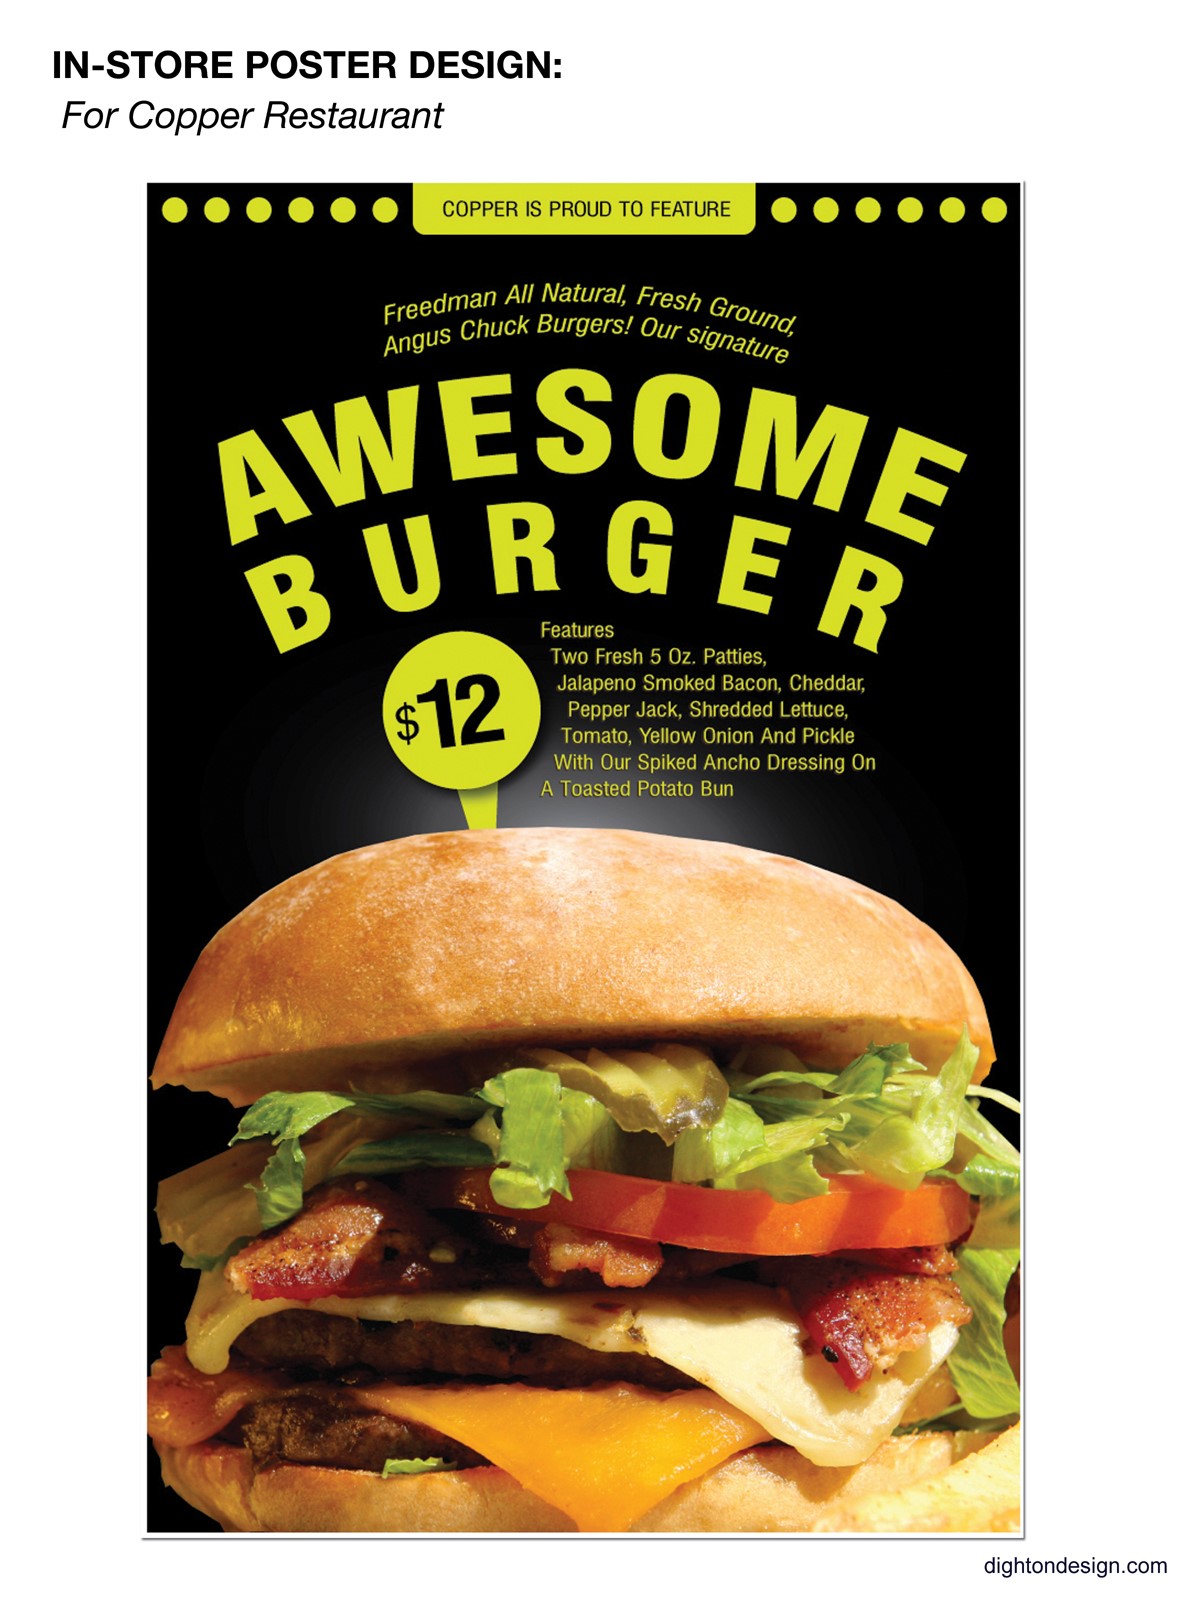 IN-STORE POSTER DESIGN:
For Copper Restaurant
COPPER IS PROUD TO FEATURE
Freedman All Natural, Fresh Ground,
Angus Chuck Burgers! Our signature
AWESOME
BURGER
$12
Features
Two Fresh 5 Oz. Patties,
Jalapeno Smoked Bacon, Cheddar,
Pepper Jack, Shredded Lettuce,
Tomato, Yellow Onion And Pickle
With Our Spiked Ancho Dressing On
A Toasted Potato Bun
dightondesign.com